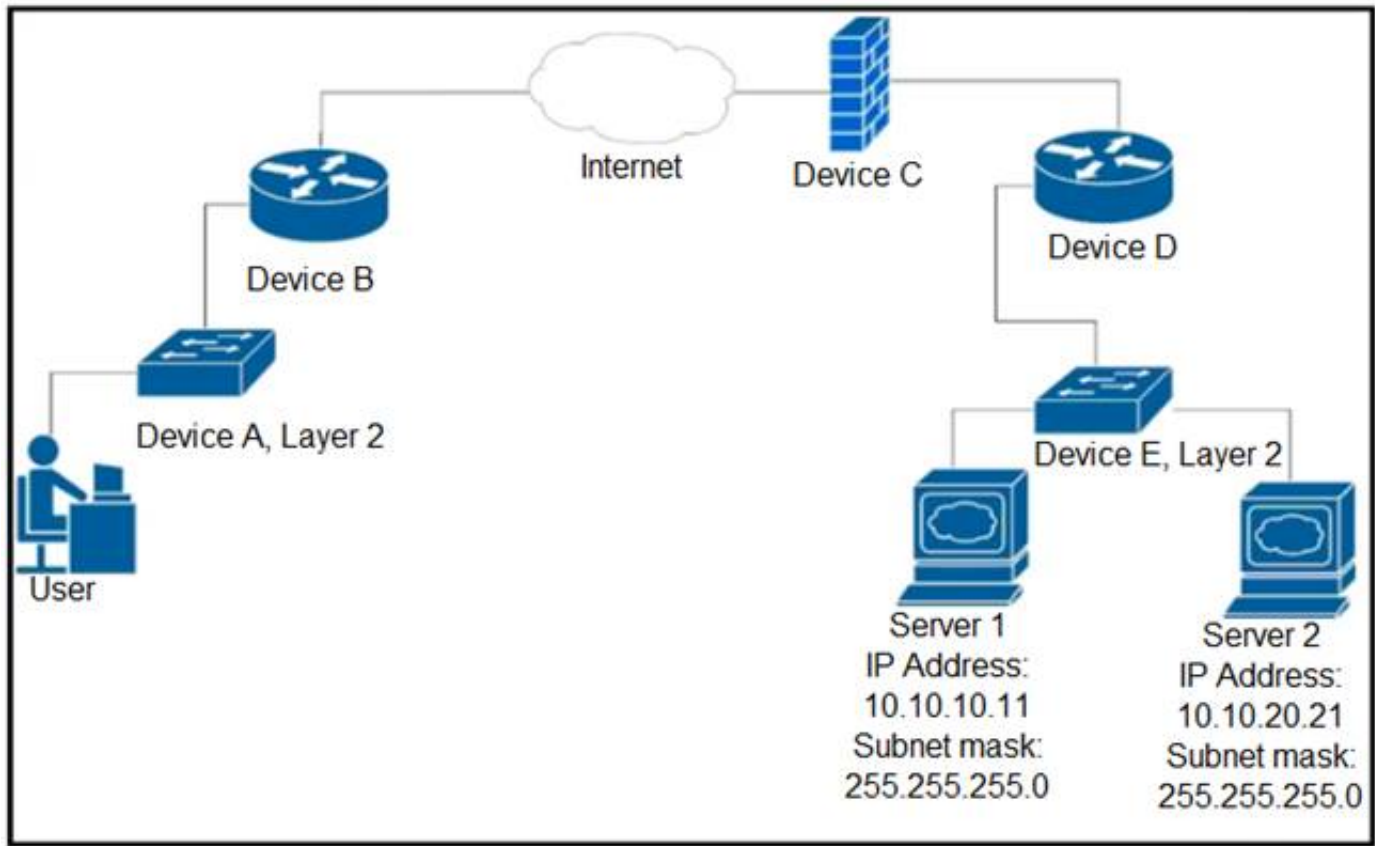 Internet
Device C
Device B
Device D
Device A, Layer 2
Device E, Layer 2
User
Server 1
IP Address:
10.10.10.11
Subnet mask:
255.255.255.0
Server 2
IP Address:
10.10.20.21
Subnet mask:
255.255.255.0